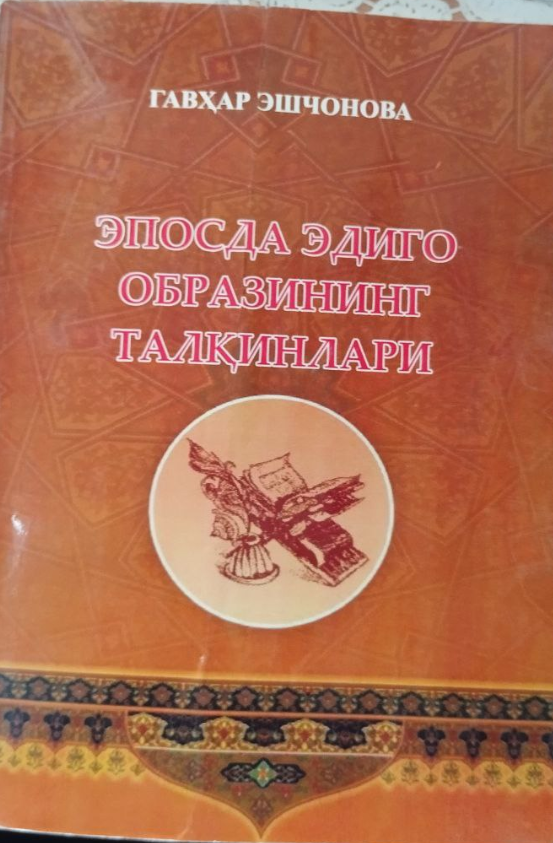 ГАВҲАР ЭШЧОНОВА
ЭПОСДА ЭДИГО
ОБРАЗИНИНГ
ТАЛҚИНЛАРИ